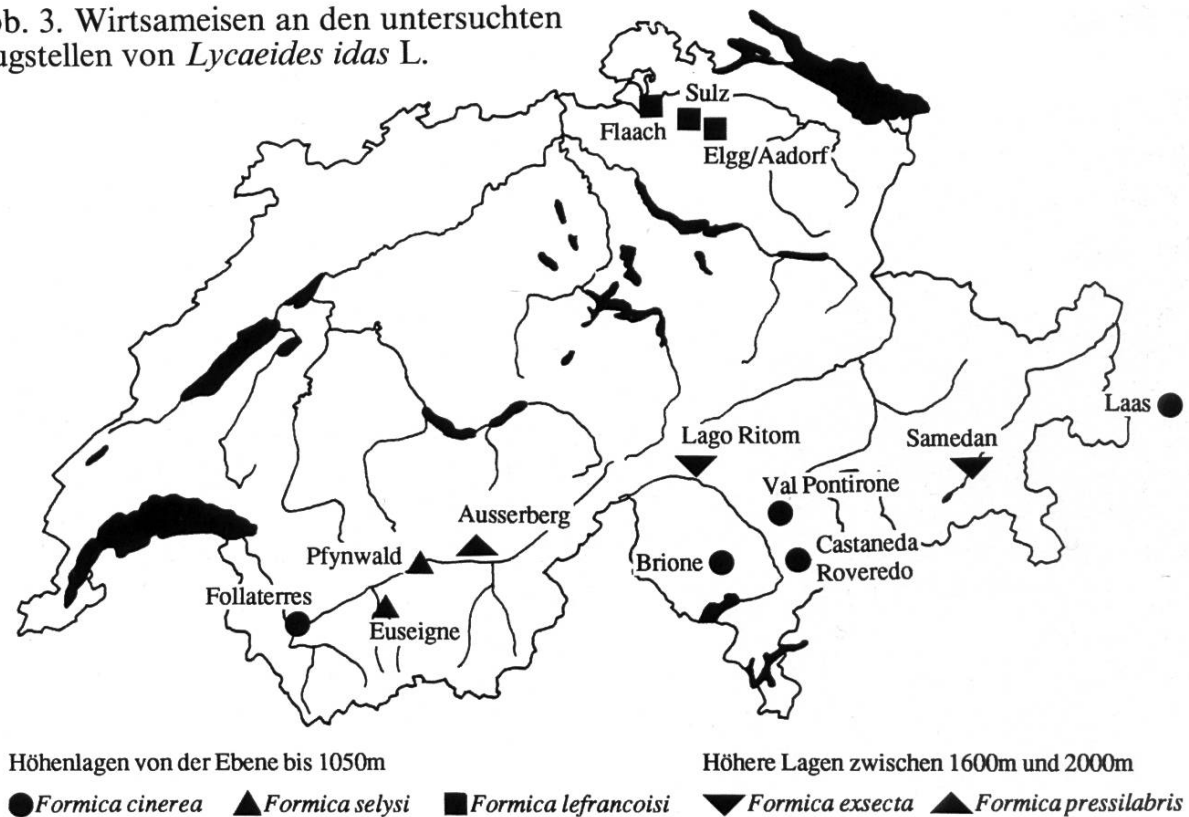 b. 3. Wirtsameisen an den untersuchten
ugstellen von Lycaeides idas L.
Sulz
Flaach
Elgg/Aadorf
Laas
Lago Ritom
Samedan
Val Pontirone
Ausserberg
Pfynwald
Brione
Castaneda
Roveredo
Follaterres
Euseigne
Höhenlagen von der Ebene bis 1050m
Höhere Lagen zwischen 1600m und 2000m
Formica cinerea
Formica selysi
Formica lefrancoisi
Formica exsecta
Formica pressilabris